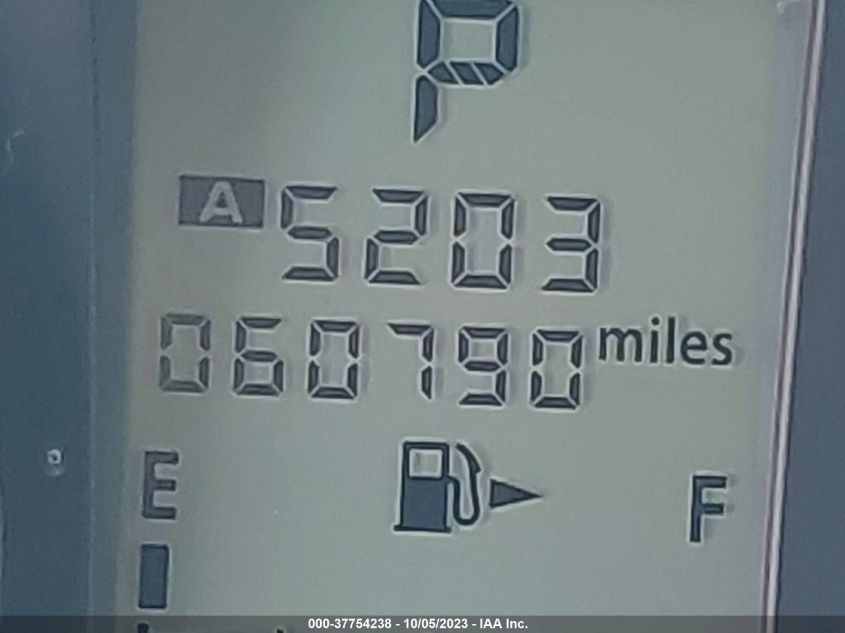 P
A 5203
060790 miles
E F
000-37754238 - 10/05/2023 - IAA Inc.